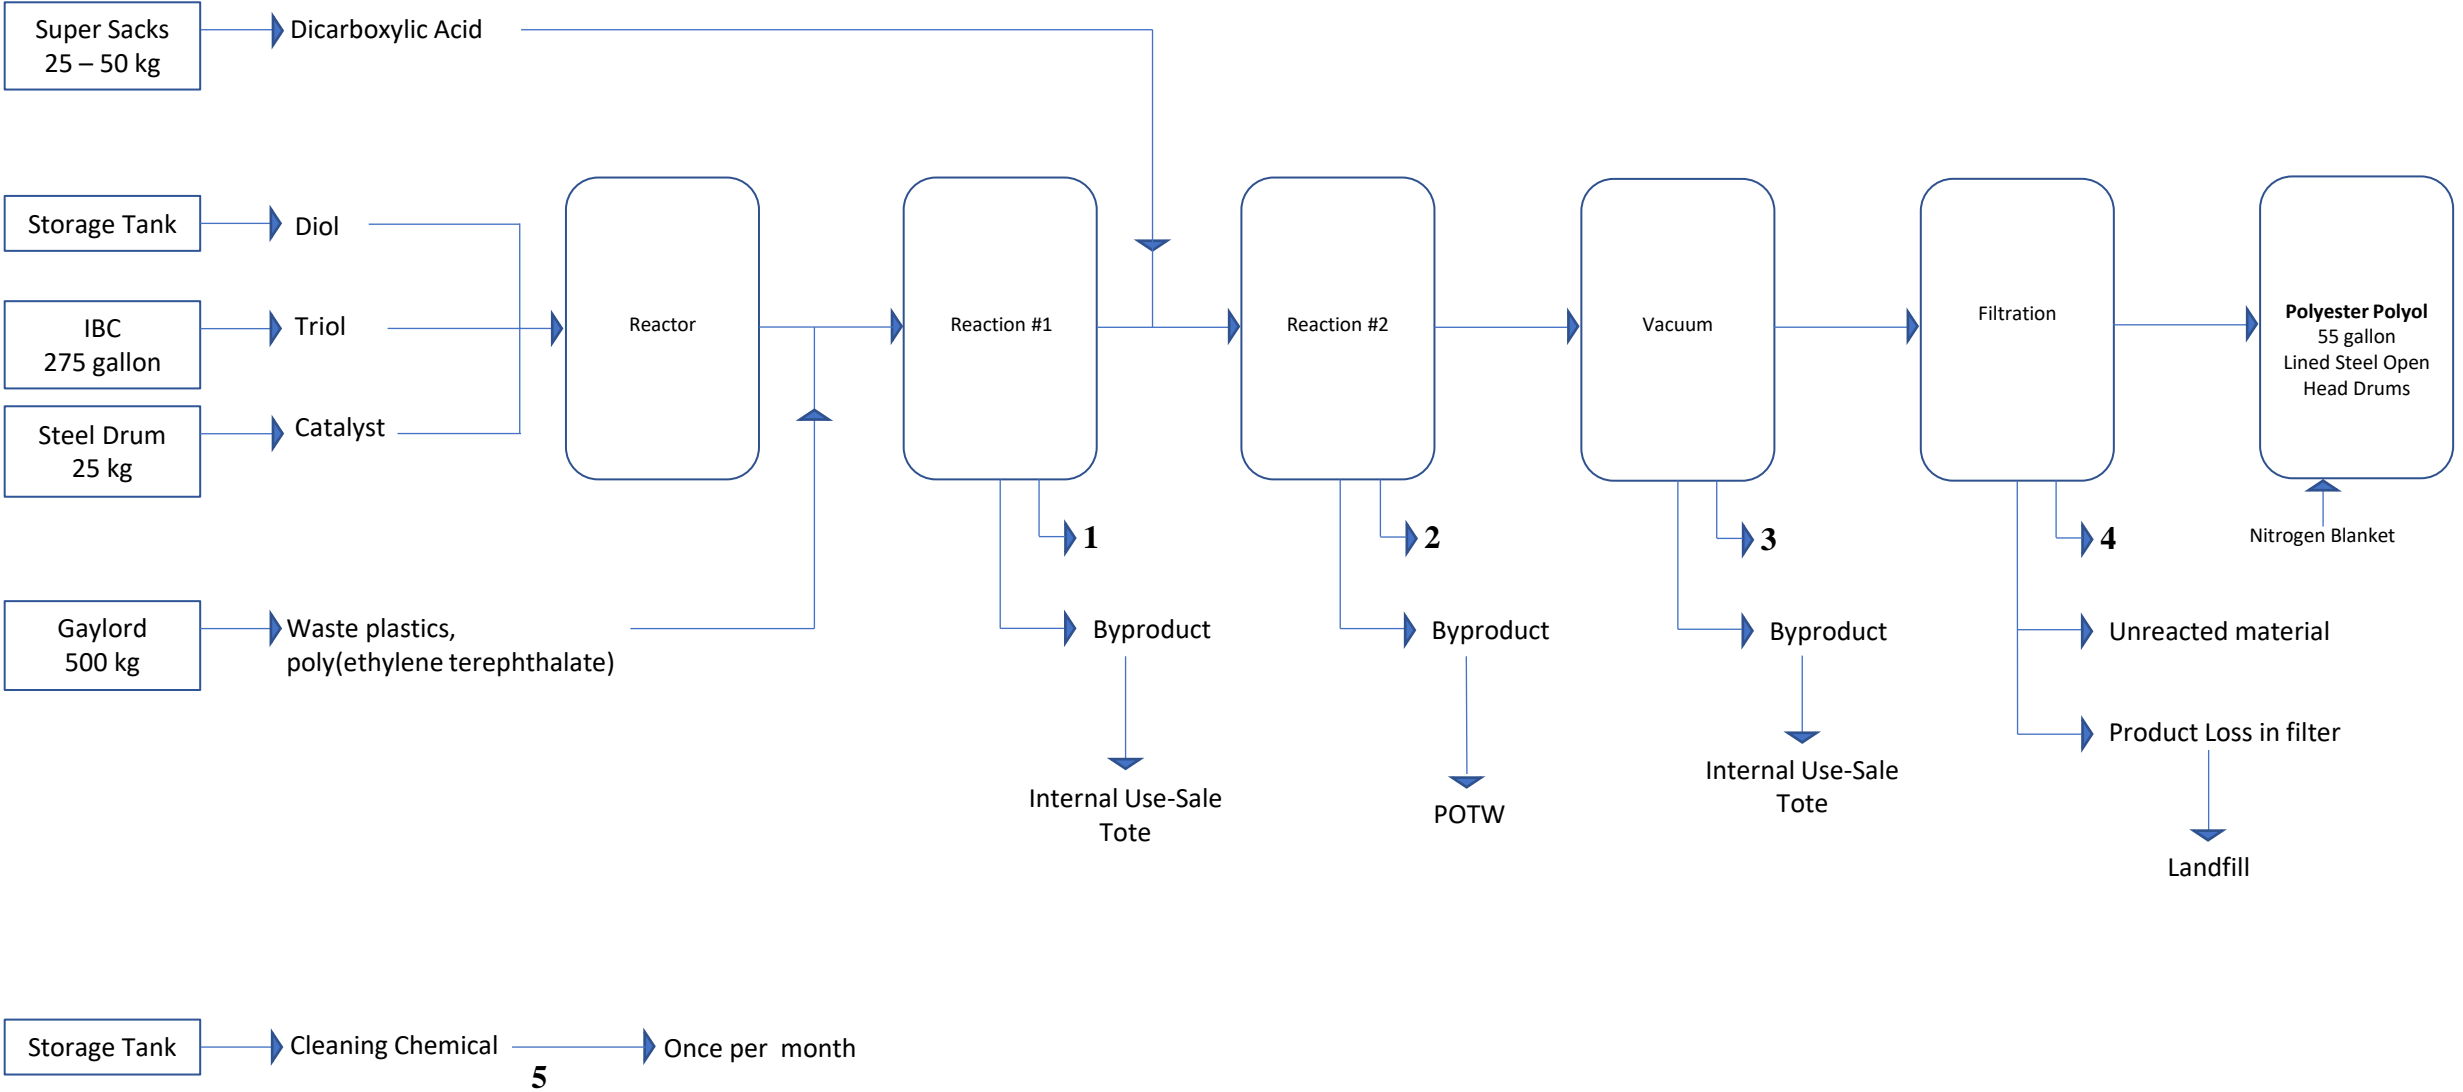 Super Sacks
25 – 50 kg
Dicarboxylic Acid
Storage Tank
Diol
IBC
275 gallon
Triol
Steel Drum
25 kg
Catalyst
Reactor
Reaction #1
Reaction #2
Vacuum
Filtration
Polyester Polyol
55 gallon
Lined Steel Open
Head Drums
Nitrogen Blanket
1
2
3
4
Gaylord
500 kg
Waste plastics,
poly(ethylene terephthalate)
Byproduct
Internal Use-Sale
Tote
Byproduct
POTW
Byproduct
Internal Use-Sale
Tote
Unreacted material
Product Loss in filter
Landfill
Storage Tank
Cleaning Chemical
5
Once per month